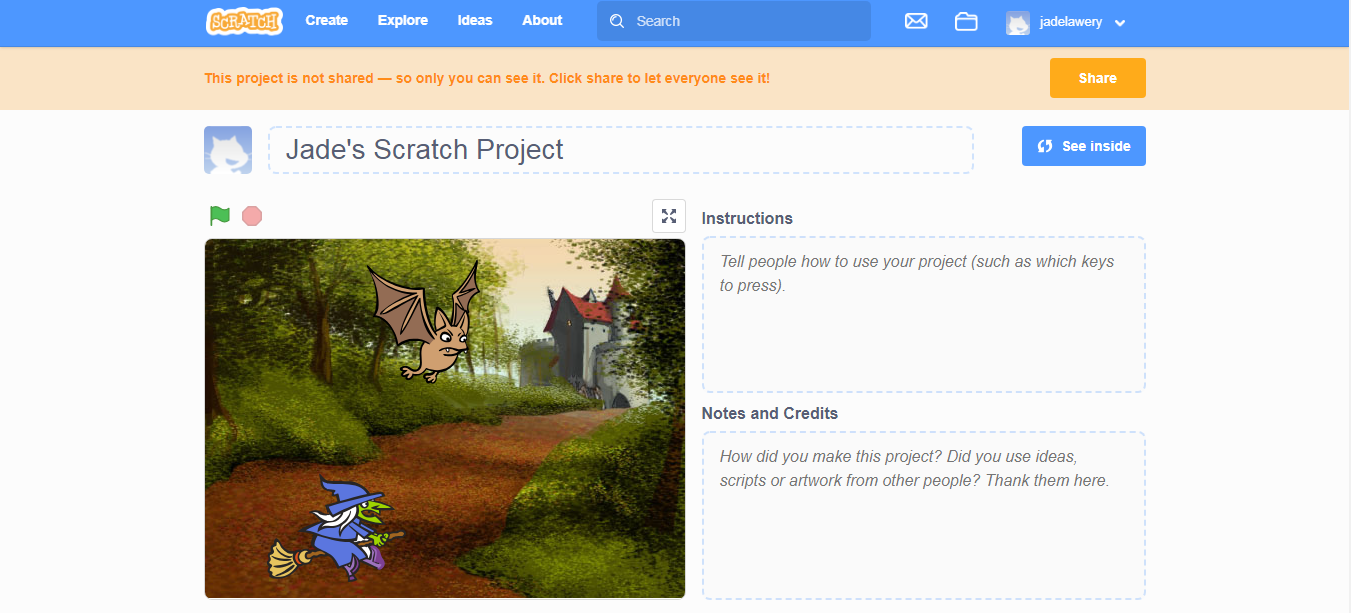 SCRATCH Create Explore Ideas About Search jadelawery
This project is not shared — so only you can see it. Click share to let everyone see it! Share
Jade's Scratch Project See inside
Instructions
Tell people how to use your project (such as which keys
to press).
Notes and Credits
How did you make this project? Did you use ideas,
scripts or artwork from other people? Thank them here.